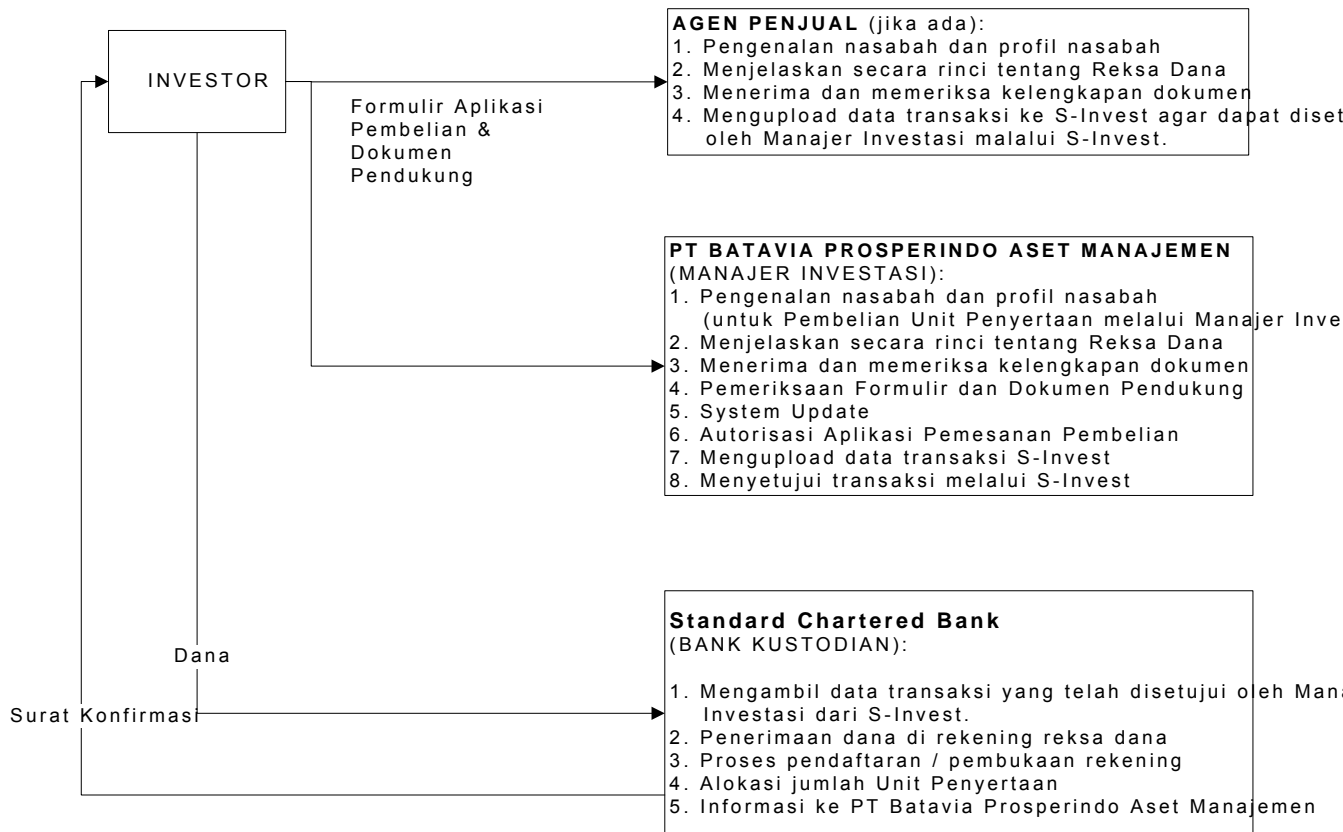 INVESTOR
Formulir Aplikasi
Pembelian &
Dokumen
Pendukung
AGEN PENJUAL (jika ada):
1. Pengenalan nasabah dan profil nasabah
2. Menjelaskan secara rinci tentang Reksa Dana
3. Menerima dan memeriksa kelengkapan dokumen
4. Mengupload data transaksi ke S-Invest agar dapat diset
oleh Manajer Investasi malalui S-Invest.
PT BATAVIA PROSPERINDO ASET MANAJEMEN
(MANAJER INVESTASI):
1. Pengenalan nasabah dan profil nasabah
(untuk Pembelian Unit Penyertaan melalui Manajer Inve
2. Menjelaskan secara rinci tentang Reksa Dana
3. Menerima dan memeriksa kelengkapan dokumen
4. Pemeriksaan Formulir dan Dokumen Pendukung
5. System Update
6. Autorisasi Aplikasi Pemesanan Pembelian
7. Mengupload data transaksi S-Invest
8. Menyetujui transaksi melalui S-Invest
Dana
Surat Konfirmasi
Standard Chartered Bank
(BANK KUSTODIAN):
1. Mengambil data transaksi yang telah disetujui oleh Mana
Investasi dari S-Invest.
2. Penerimaan dana di rekening reksa dana
3. Proses pendaftaran / pembukaan rekening
4. Alokasi jumlah Unit Penyertaan
5. Informasi ke PT Batavia Prosperindo Aset Manajemen